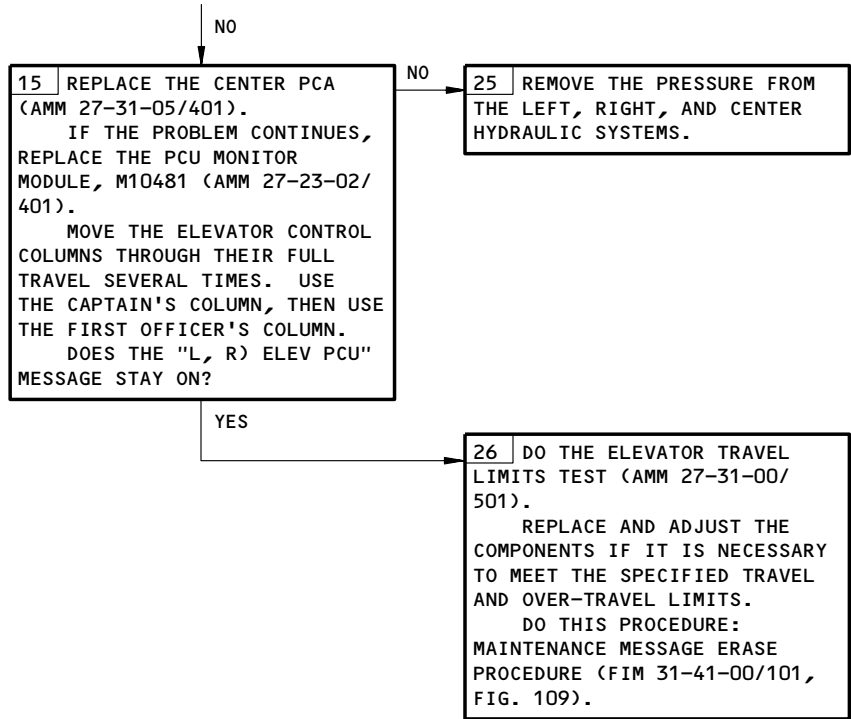 NO
15 REPLACE THE CENTER PCA
(AMM 27-31-05/401).
IF THE PROBLEM CONTINUES,
REPLACE THE PCU MONITOR
MODULE, M10481 (AMM 27-23-02/
401).
MOVE THE ELEVATOR CONTROL
COLUMNS THROUGH THEIR FULL
TRAVEL SEVERAL TIMES. USE
THE CAPTAIN'S COLUMN, THEN USE
THE FIRST OFFICER'S COLUMN.
DOES THE "L, R) ELEV PCU"
MESSAGE STAY ON?
NO
25 REMOVE THE PRESSURE FROM
THE LEFT, RIGHT, AND CENTER
HYDRAULIC SYSTEMS.
YES
26 DO THE ELEVATOR TRAVEL
LIMITS TEST (AMM 27-31-00/
501).
REPLACE AND ADJUST THE
COMPONENTS IF IT IS NECESSARY
TO MEET THE SPECIFIED TRAVEL
AND OVER-TRAVEL LIMITS.
DO THIS PROCEDURE:
MAINTENANCE MESSAGE ERASE
PROCEDURE (FIM 31-41-00/101,
FIG. 109).